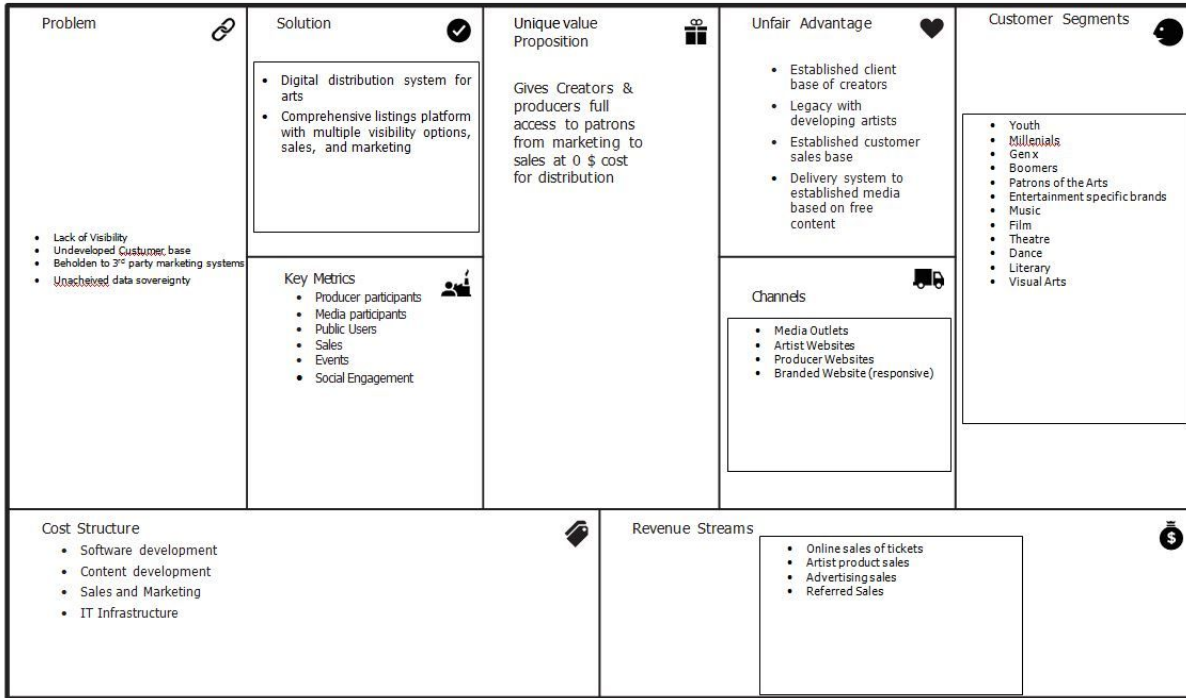 Problem
• Lack of Visibility
• Undeveloped Custumer base
• Beholden to 3rd party marketing systems
• Unacheived data sovereignty
Solution
• Digital distribution system for
arts
• Comprehensive listings platform
with multiple visibility options,
sales, and marketing
Key Metrics
• Producer participants
• Media participants
• Public Users
• Sales
• Events
• Social Engagement
Unique value
Proposition
Gives Creators &
producers full
access to patrons
from marketing to
sales at 0 $ cost
for distribution
Unfair Advantage
• Established client
base of creators
• Legacy with
developing artists
• Established customer
sales base
• Delivery system to
established media
based on free
content
Channels
• Media Outlets
• Artist Websites
• Producer Websites
• Branded Website (responsive)
Customer Segments
• Youth
• Millenials
• Gen x
• Boomers
• Patrons of the Arts
• Entertainment specific brands
• Music
• Film
• Theatre
• Dance
• Literary
• Visual Arts
Cost Structure
• Software development
• Content development
• Sales and Marketing
• IT Infrastructure
Revenue Streams
$
• Online sales of tickets
• Artist product sales
• Advertising sales
• Referred Sales